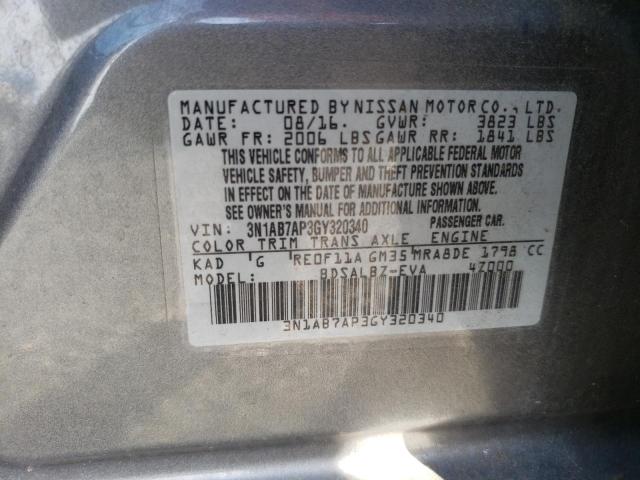 MANUFACTURED BY NISSAN MOTOR CO., LTD.
DATE: 08/16. GVWR: 3823 LBS
GAWR FR: 2006 LBS GAWR RR: 1841 LBS
THIS VEHICLE CONFORMS TO ALL APPLICABLE FEDERAL MOTOR
VEHICLE SAFETY, BUMPER AND THEFT PREVENTION STANDARDS
IN EFFECT ON THE DATE OF MANUFACTURE SHOWN ABOVE.
SEE OWNER'S MANUAL FOR ADDITIONAL INFORMATION.
VIN: 3N1AB7AP3GY320340 PASSENGER CAR.
COLOR TRIM TRANS AXLE ENGINE
KAD G RE0F11A GM35 MRA8DE 1798 CC
MODEL: BDSALBZ-EVA 4Z000
3N1AB7AP3GY320340